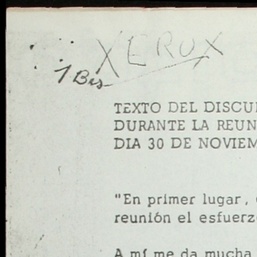 XEROX
1 Bis
TEXTO DEL DISCU
DURANTE LA REUN
DIA 30 DE NOVIEM
"En primer lugar,
reunión el esfuerz
A mí me da mucha